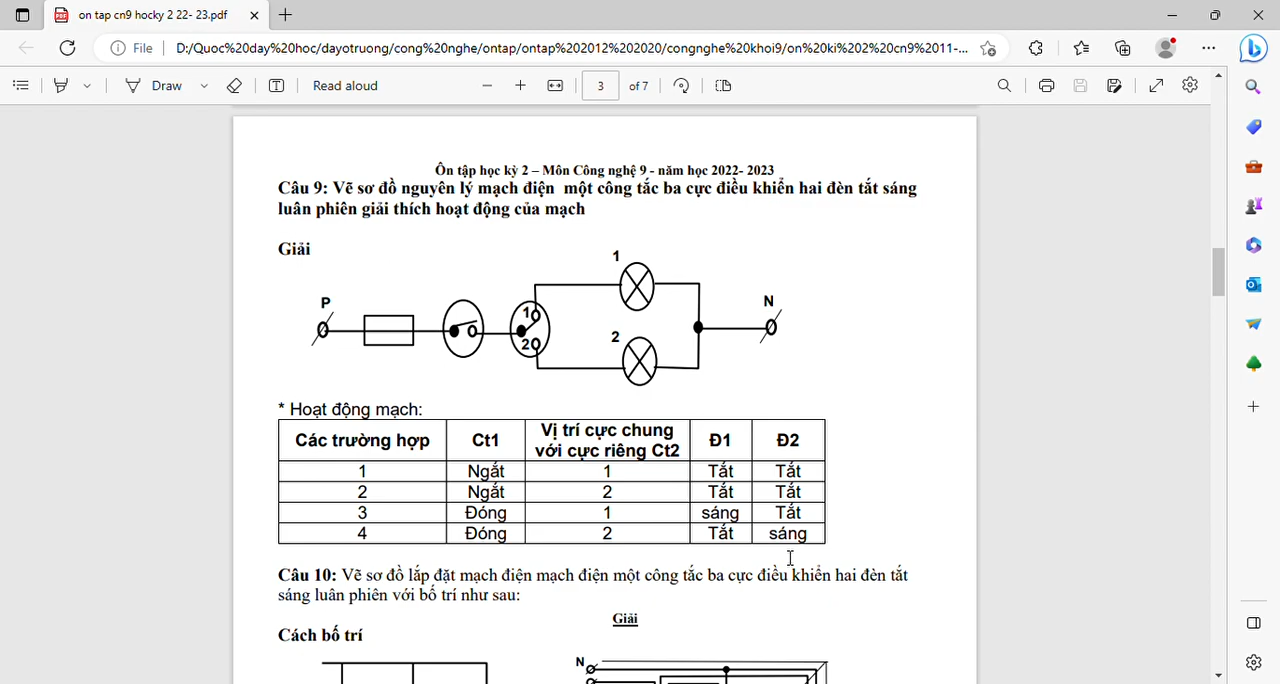 on tap cn9 hocky 2 22- 23.pdf
File
D:/Quoc%20day%20hoc/dayotruong/cong%20nghe/ontap/ontap%202012%202020/congnghe%20khoi9/on%20ki%202%20cn9%2011-...
Draw
Read aloud
3
of 7
Ôn tập học kỳ 2 – Môn Công nghệ 9 - năm học 2022- 2023
Câu 9: Vẽ sơ đồ nguyên lý mạch điện một công tắc ba cực điều khiển hai đèn tắt sáng
luân phiên giải thích hoạt động của mạch
Giải
1
P
N
1
2
2
* Hoạt động mạch:
Các trường hợp Ct1 Vị trí cực chung với cực riêng Ct2 Đ1 Đ2
1 Ngắt 1 Tắt Tắt
2 Ngắt 2 Tắt Tắt
3 Đóng 1 sáng Tắt
4 Đóng 2 Tắt sáng
Câu 10: Vẽ sơ đồ lắp đặt mạch điện mạch điện một công tắc ba cực điều khiển hai đèn tắt
sáng luân phiên với bố trí như sau:
Giải
Cách bố trí
N